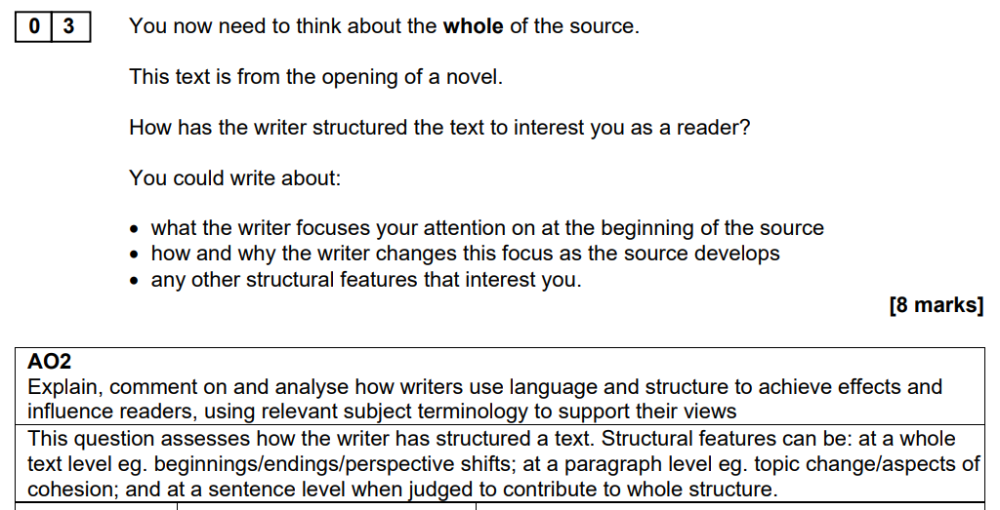 0 3 You now need to think about the whole of the source.
This text is from the opening of a novel.
How has the writer structured the text to interest you as a reader?
You could write about:
• what the writer focuses your attention on at the beginning of the source
• how and why the writer changes this focus as the source develops
• any other structural features that interest you.
[8 marks]
AO2
Explain, comment on and analyse how writers use language and structure to achieve effects and
influence readers, using relevant subject terminology to support their views
This question assesses how the writer has structured a text. Structural features can be: at a whole
text level eg. beginnings/endings/perspective shifts; at a paragraph level eg. topic change/aspects of
cohesion; and at a sentence level when judged to contribute to whole structure.